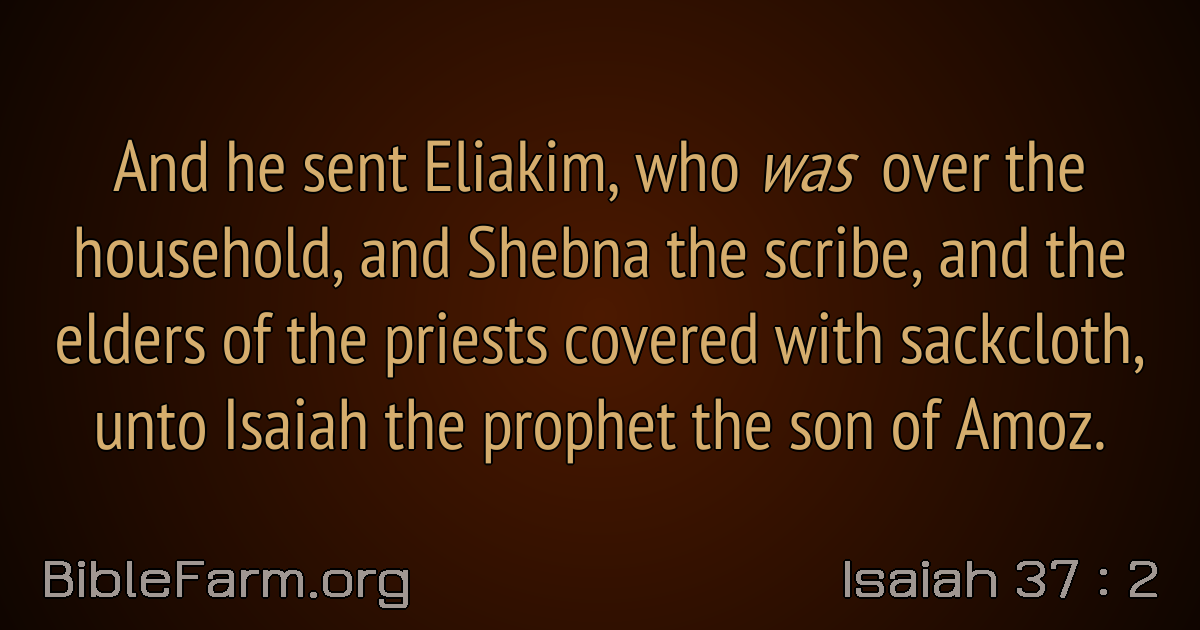 And he sent Eliakim, who was over the
household, and Shebna the scribe, and the
elders of the priests covered with sackcloth,
unto Isaiah the prophet the son of Amoz.
BibleFarm.org
Isaiah 37 : 2